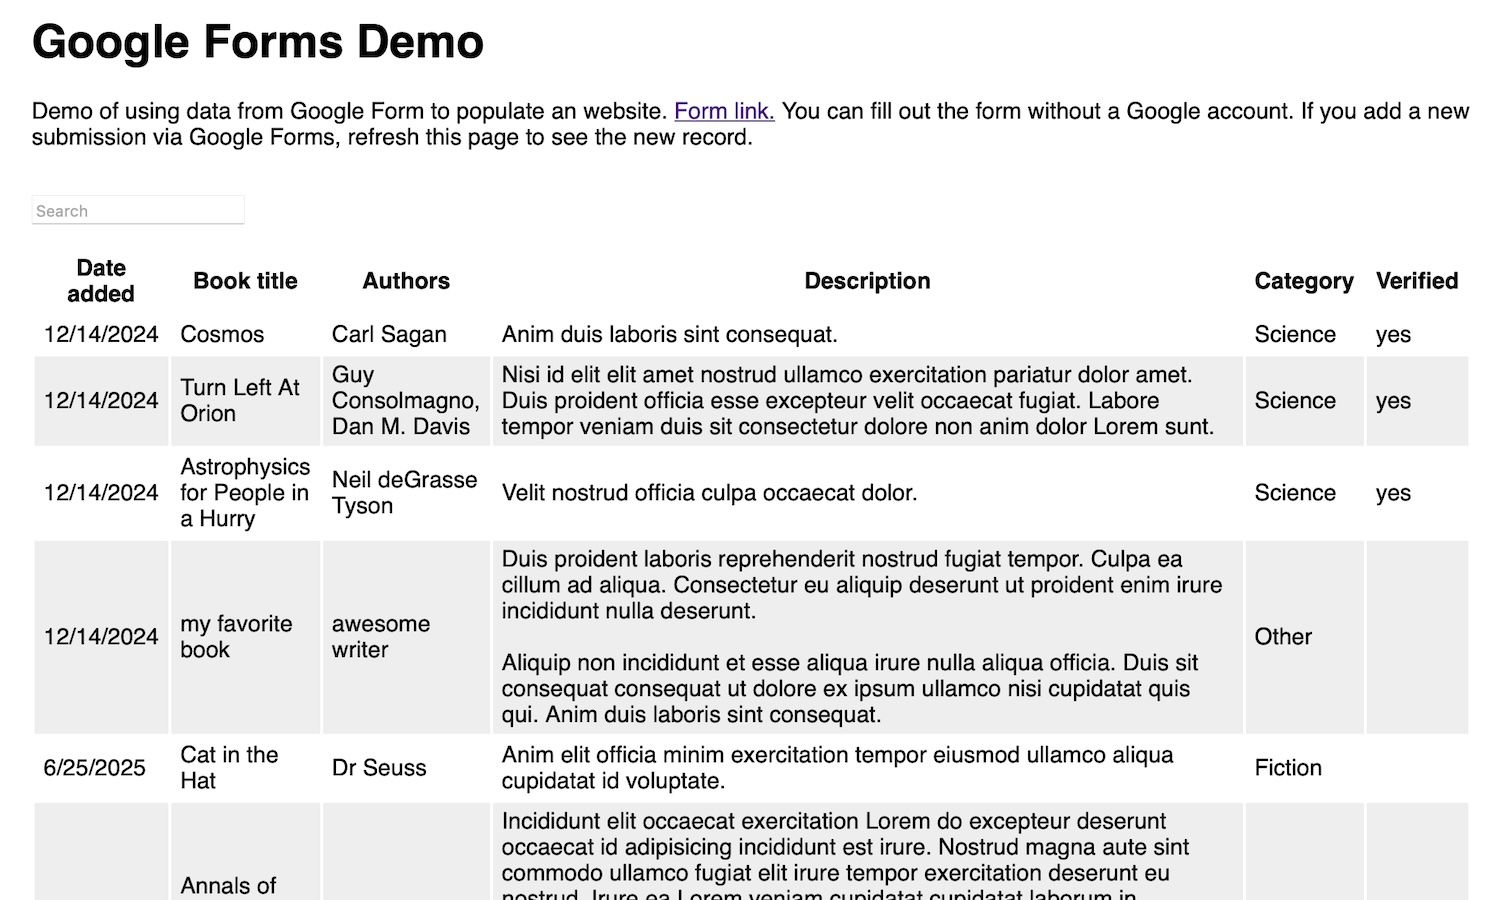 Google Forms Demo
Demo of using data from Google Form to populate an website. Form link. You can fill out the form without a Google account. If you add a new
submission via Google Forms, refresh this page to see the new record.
Search
Date added Book title Authors Description Category Verified
12/14/2024 Cosmos Carl Sagan Anim duis laboris sint consequat. Science yes
12/14/2024
Turn Left At
Orion
Guy
Consolmagno,
Dan M. Davis
Nisi id elit elit amet nostrud ullamco exercitation pariatur dolor amet.
Duis proident officia esse excepteur velit occaecat fugiat. Labore
tempor veniam duis sit consectetur dolore non anim dolor Lorem sunt.
Science
yes
12/14/2024
Astrophysics
for People in
a Hurry
Neil deGrasse
Tyson
Velit nostrud officia culpa occaecat dolor.
Science
yes
12/14/2024
my favorite
book
awesome
writer
Duis proident laboris reprehenderit nostrud fugiat tempor. Culpa ea
cillum ad aliqua. Consectetur eu aliquip deserunt ut proident enim irure
incididunt nulla deserunt.
Aliquip non incididunt et esse aliqua irure nulla aliqua officia. Duis sit
consequat consequat ut dolore ex ipsum ullamco nisi cupidatat quis
qui. Anim duis laboris sint consequat.
Other
6/25/2025
Cat in the
Hat
Dr Seuss
Anim elit officia minim exercitation tempor eiusmod ullamco aliqua
cupidatat id voluptate.
Fiction
Annals of
Incididunt elit occaecat exercitation Lorem do excepteur deserunt
occaecat id adipisicing incididunt est irure. Nostrud magna aute sint
commodo ullamco fugiat elit irure tempor exercitation deserunt eu
nostrud. Irure ea Lorem veniam cupidatat cupidatat laborum in